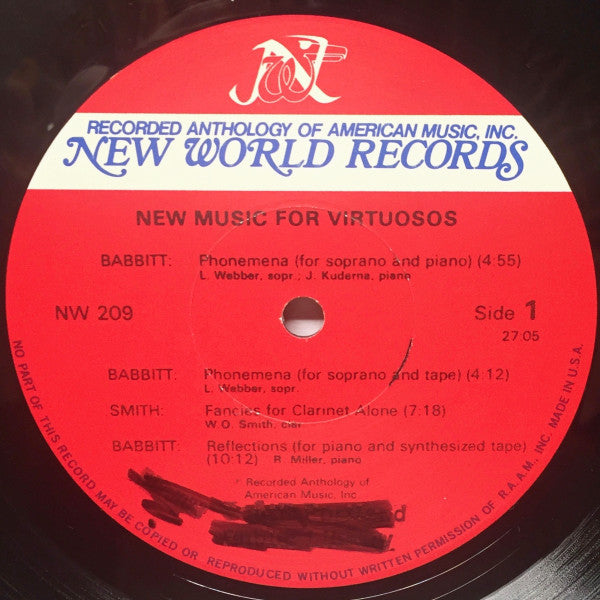 RECORDED ANTHOLOGY OF AMERICAN MUSIC, INC.
NEW WORLD RECORDS
NEW MUSIC FOR VIRTUOSOS
BABBITT: Phonemena (for soprano and piano) (4:55)
L. Webber, sopr.; J. Kuderna, piano
NW 209
Side 1
27:05
BABBITT: Phonemena (for soprano and tape) (4:12)
L. Webber, sopr.
SMITH: Fancies for Clarinet Alone (7:18)
W.O. Smith, clar.
BABBITT: Reflections (for piano and synthesized tape)
(10:12) R. Miller, piano
℗ Recorded Anthology of
American Music, Inc
NO PART OF THIS RECORD MAY BE COPIED OR REPRODUCED WITHOUT WRITTEN PERMISSION OF R.A.A.M., INC. MADE IN U.S.A.